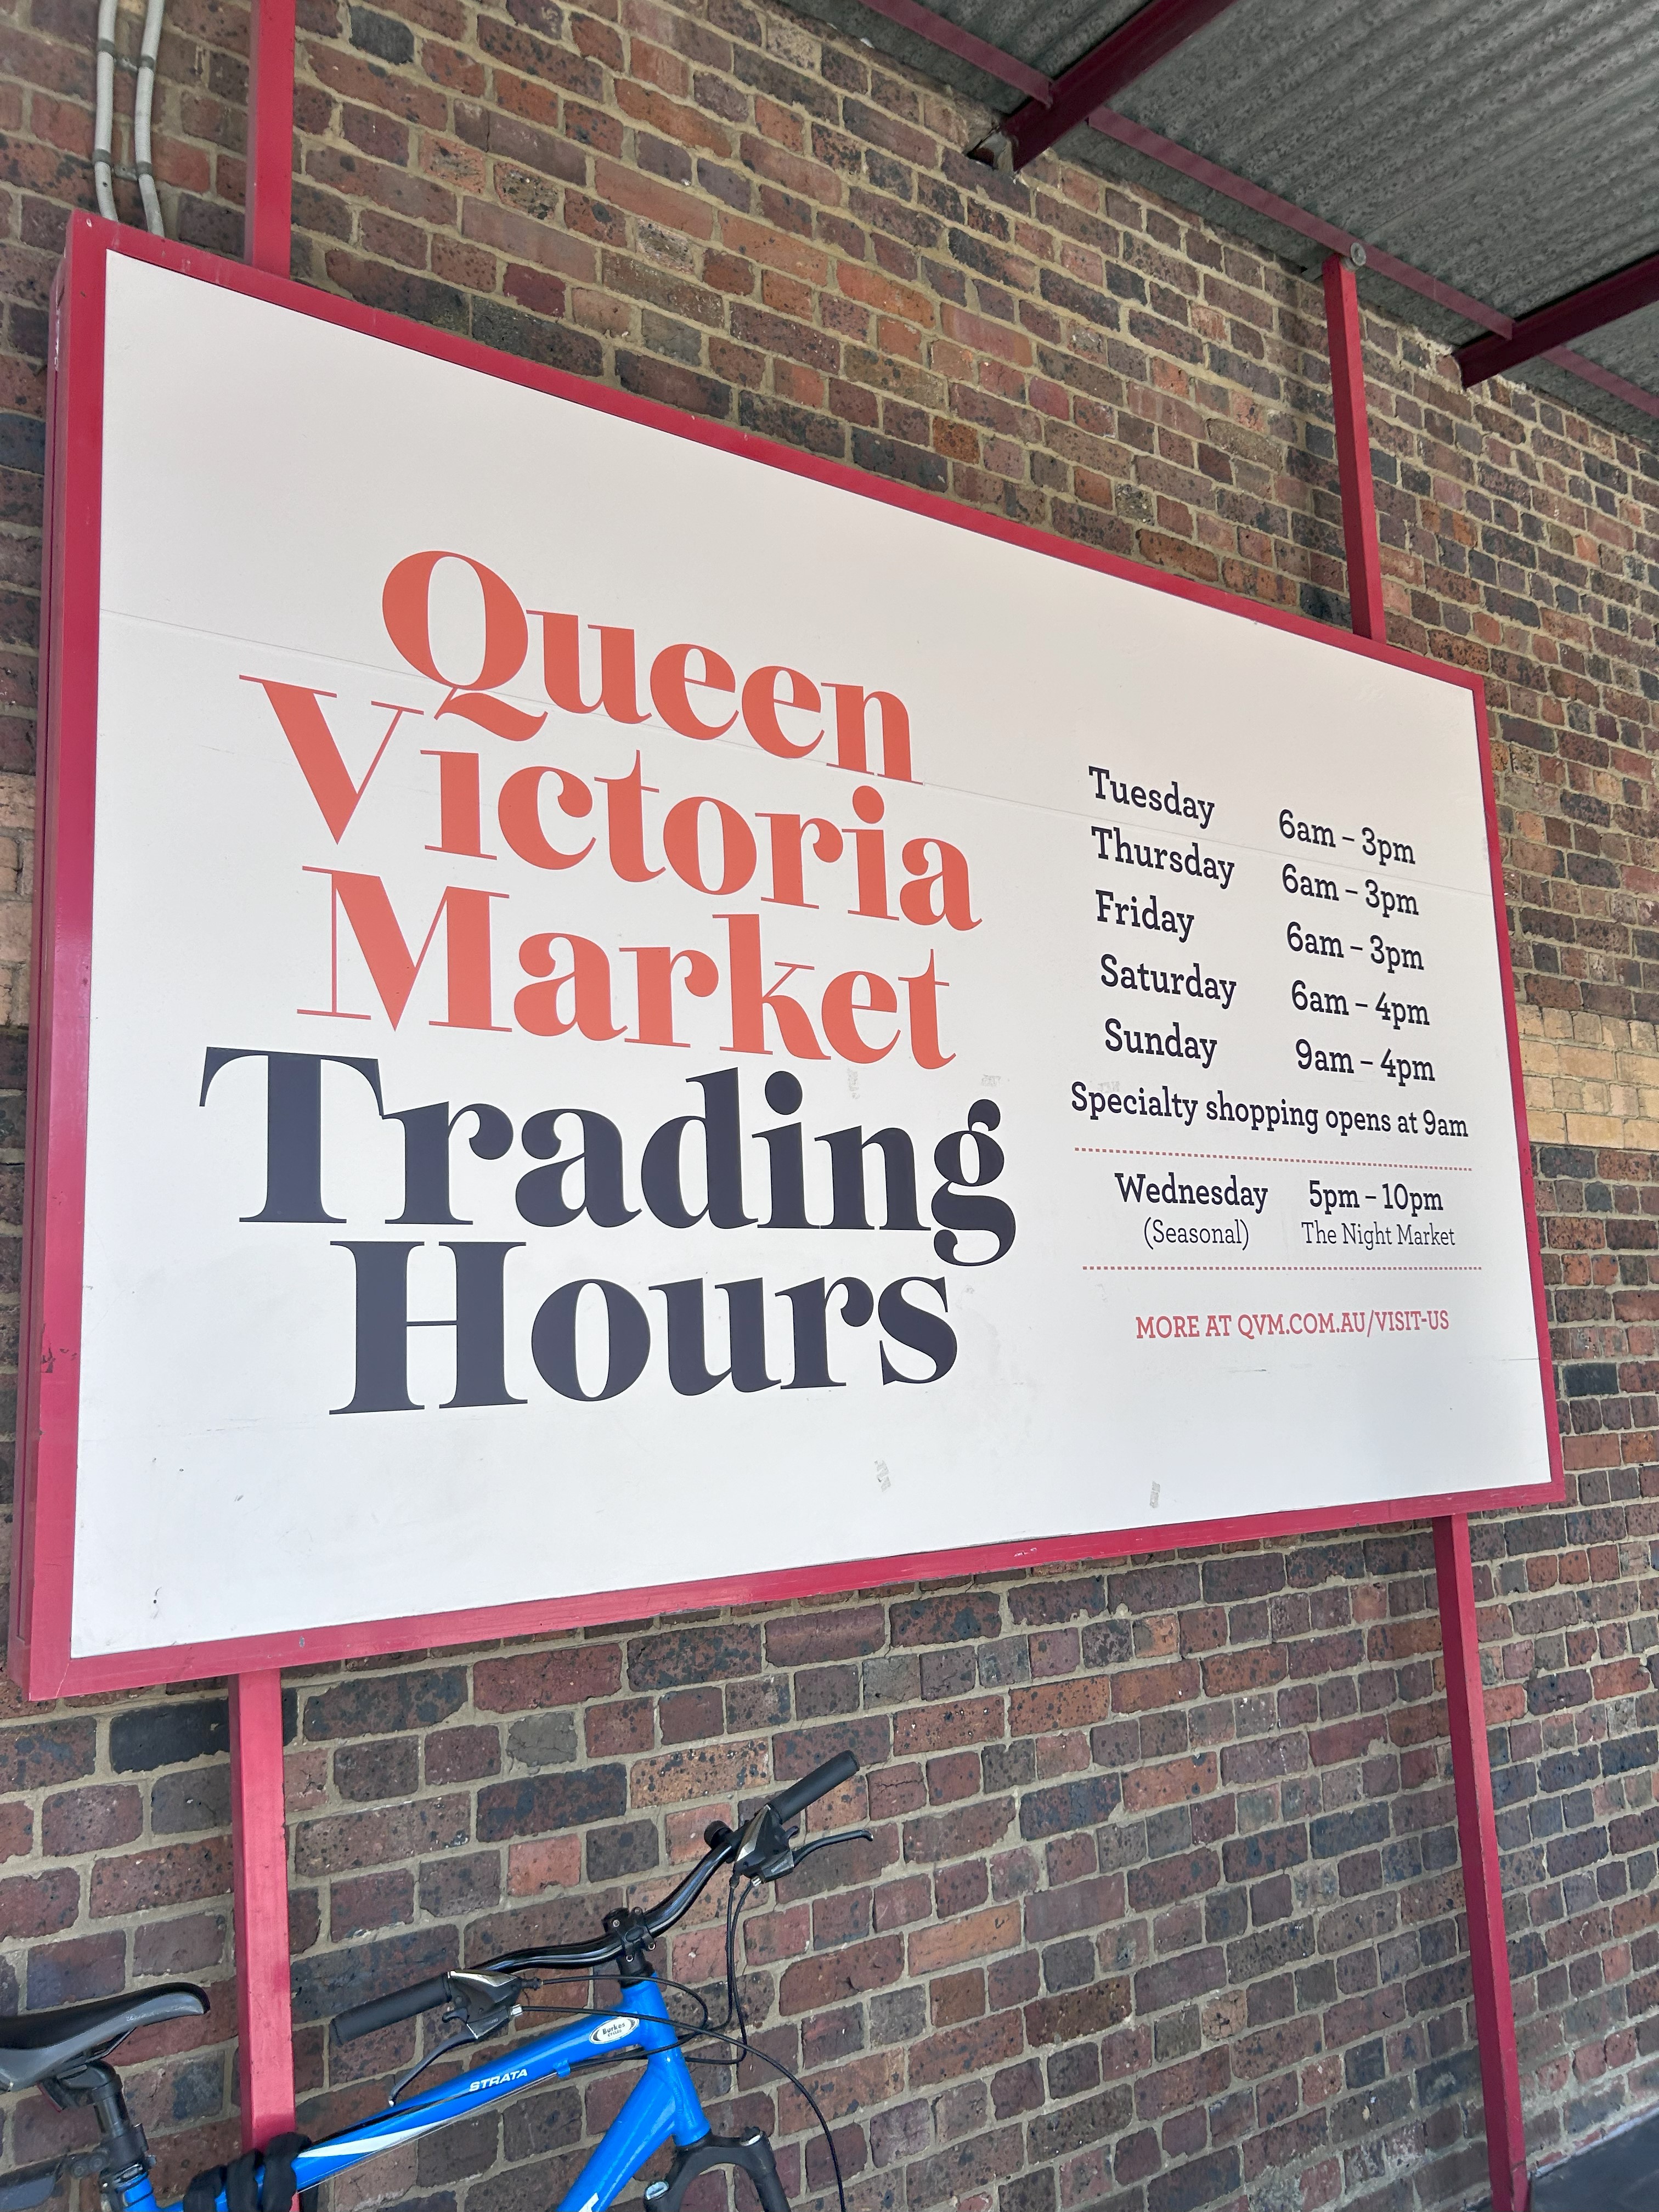 Queen
Victoria
Market
Trading
Hours
Tuesday 6am – 3pm
Thursday 6am – 3pm
Friday 6am – 3pm
Saturday 6am – 4pm
Sunday 9am – 4pm
Specialty shopping opens at 9am
Wednesday 5pm – 10pm
(Seasonal) The Night Market
MORE AT QVM.COM.AU/VISIT-US
STRATA